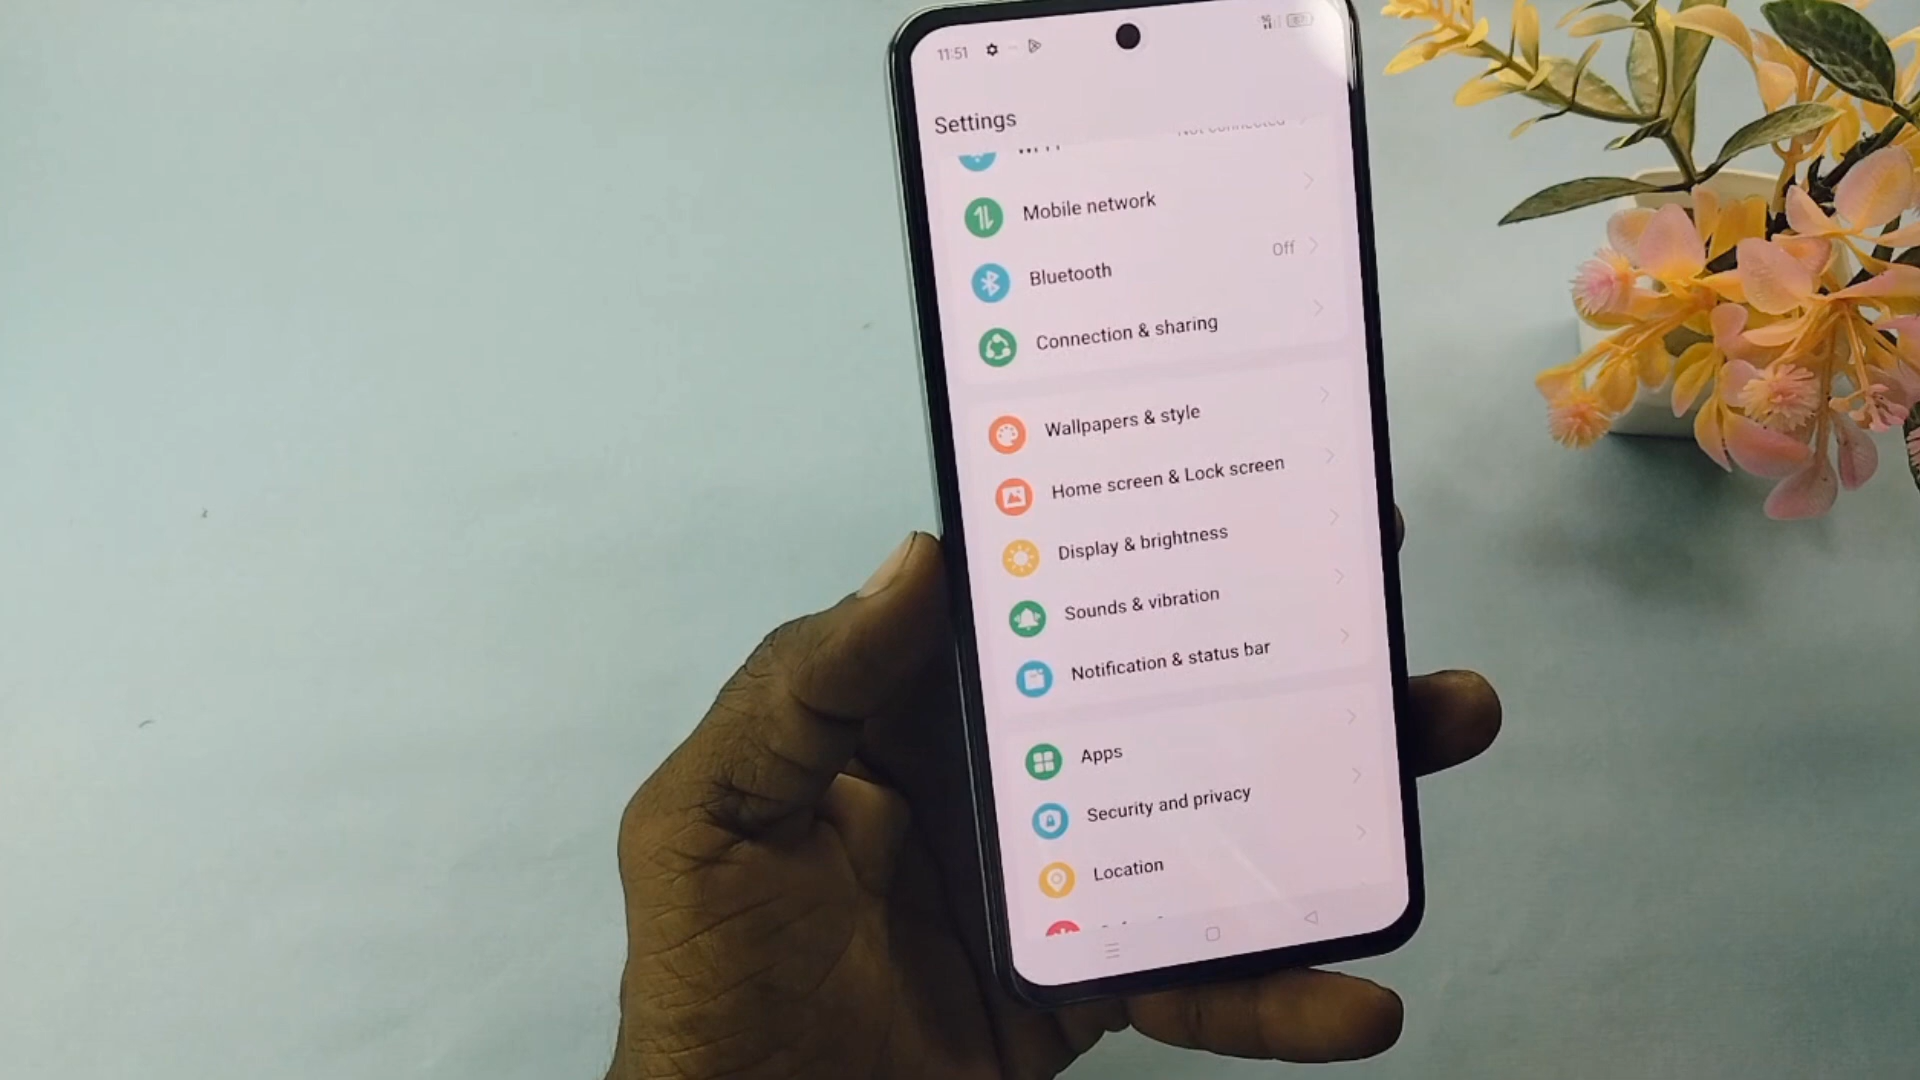 11:51
Settings
Mobile network
Bluetooth
Off
Connection & sharing
Wallpapers & style
Home screen & Lock screen
Display & brightness
Sounds & vibration
Notification & status bar
Apps
Security and privacy
Location